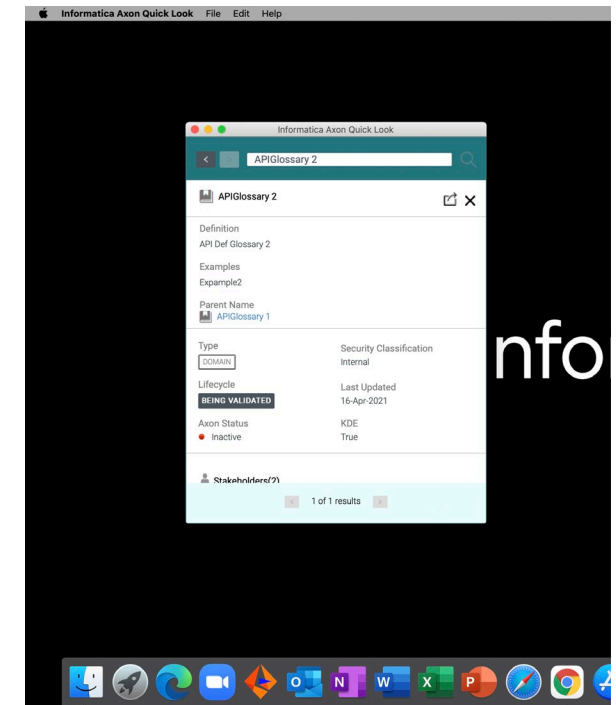 Informatica Axon Quick Look File Edit Help
Informatica Axon Quick Look
APIGlossary 2
APIGlossary 2
Definition
API Def Glossary 2
Examples
Expample2
Parent Name
APIGlossary 1
Type
DOMAIN
Security Classification
Internal
Lifecycle
BEING VALIDATED
Last Updated
16-Apr-2021
Axon Status
Inactive
KDE
True
Stakeholders(2)
1 of 1 results
nfo
O N W X P